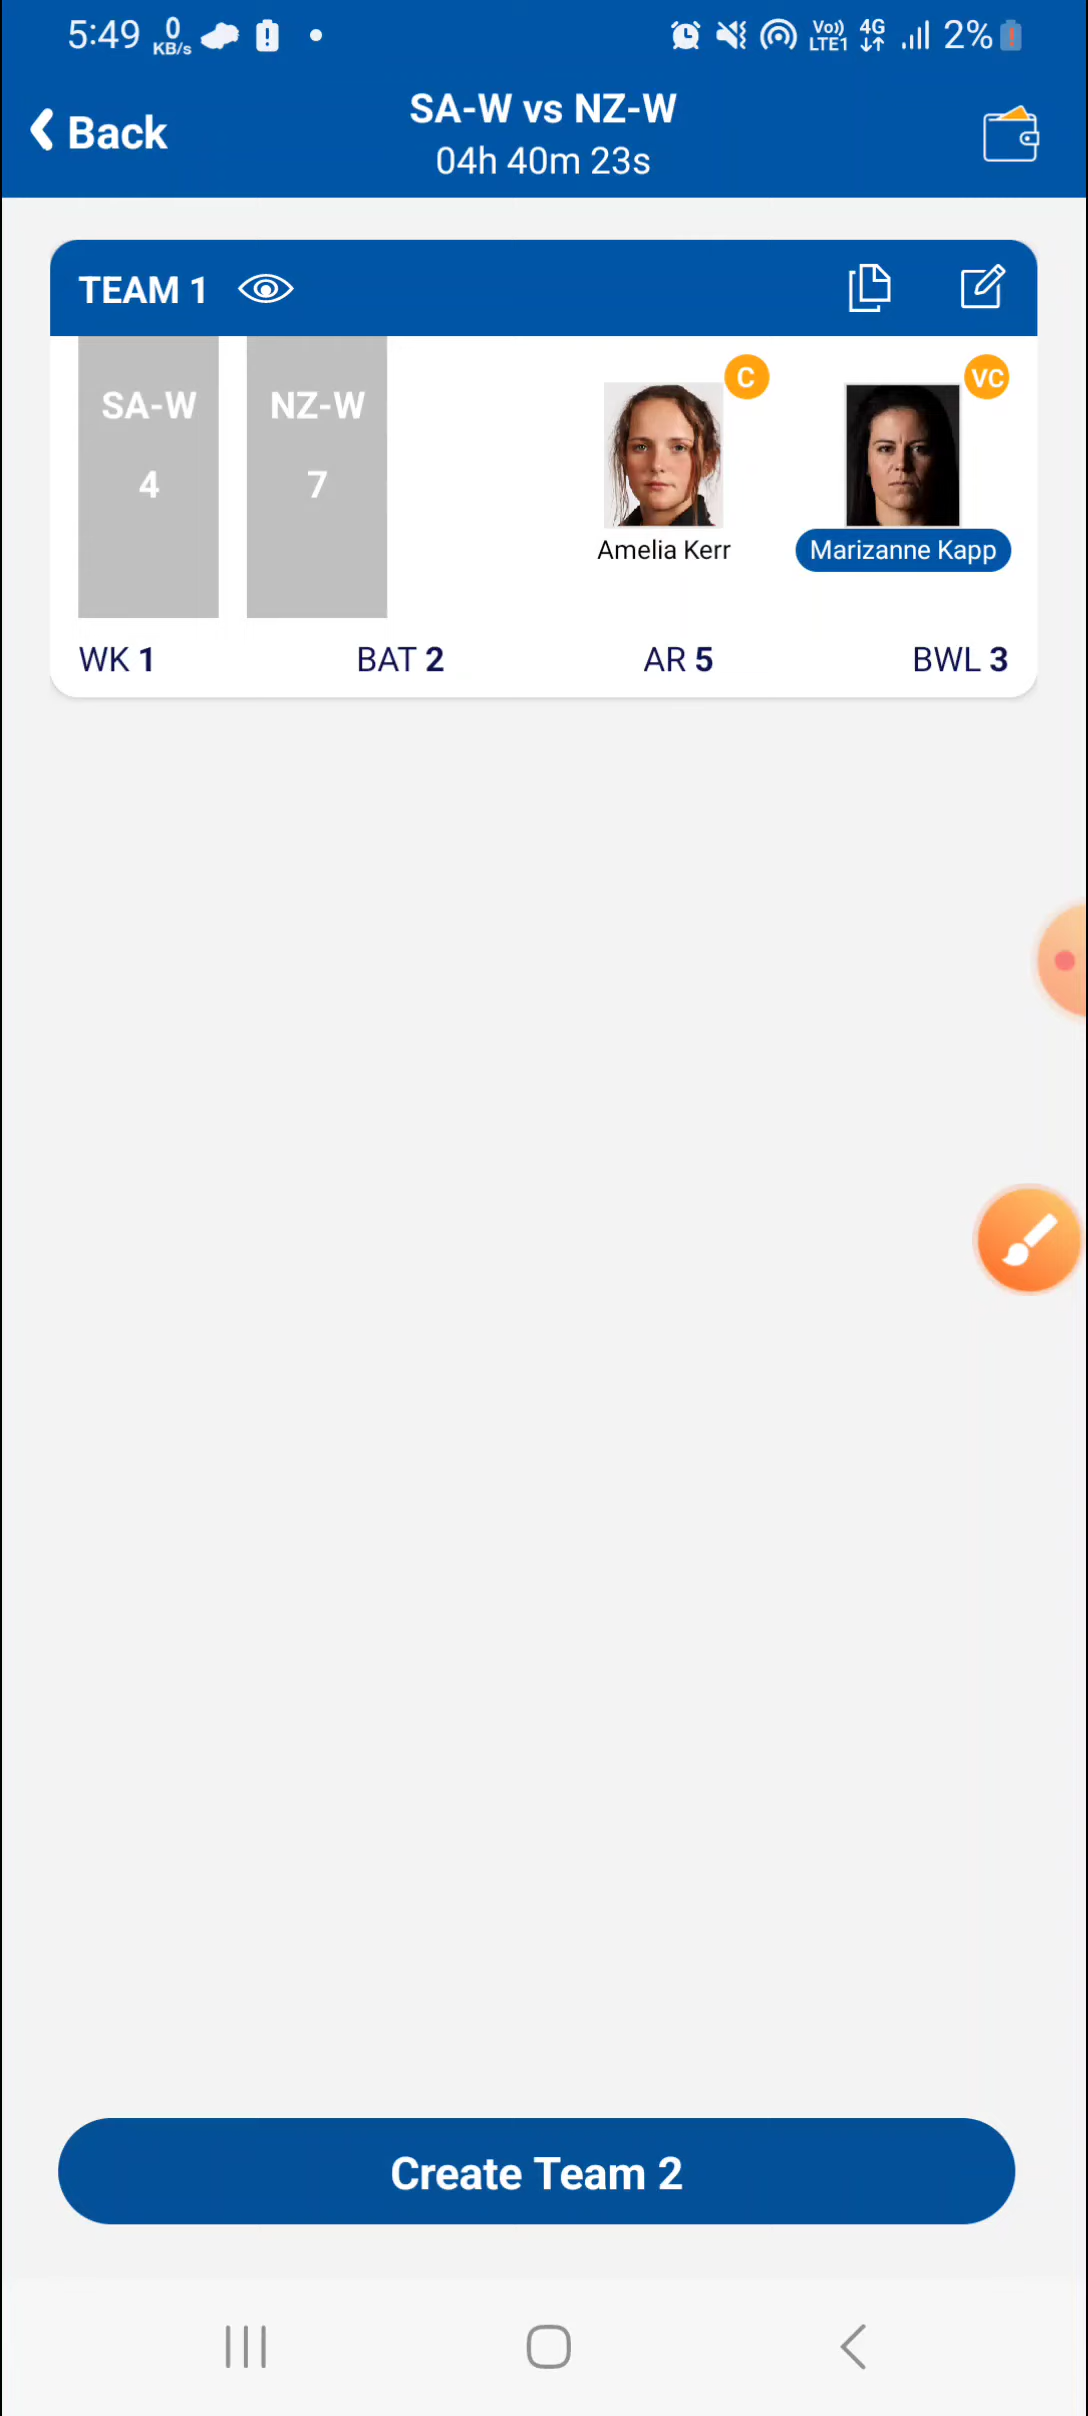 5:49 0 KB/s Vo)) LTE1 4G 2%
Back
SA-W vs NZ-W
04h 40m 23s
TEAM 1
SA-W NZ-W
4 7
C VC
Amelia Kerr Marizanne Kapp
WK 1 BAT 2 AR 5 BWL 3
Create Team 2